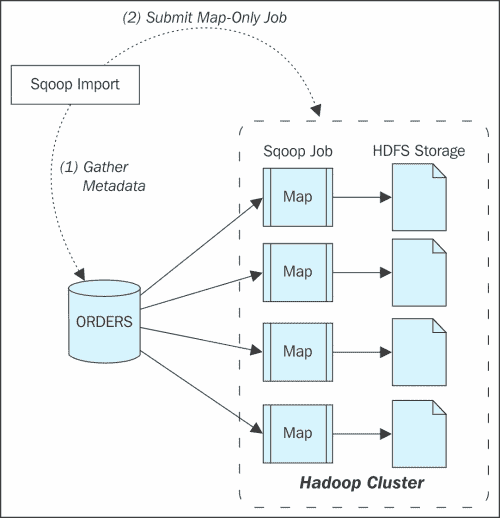 (2) Submit Map-Only Job
Sqoop Import
(1) Gather
Metadata
Sqoop Job
HDFS Storage
Map
Map
ORDERS
Map
Map
Hadoop Cluster